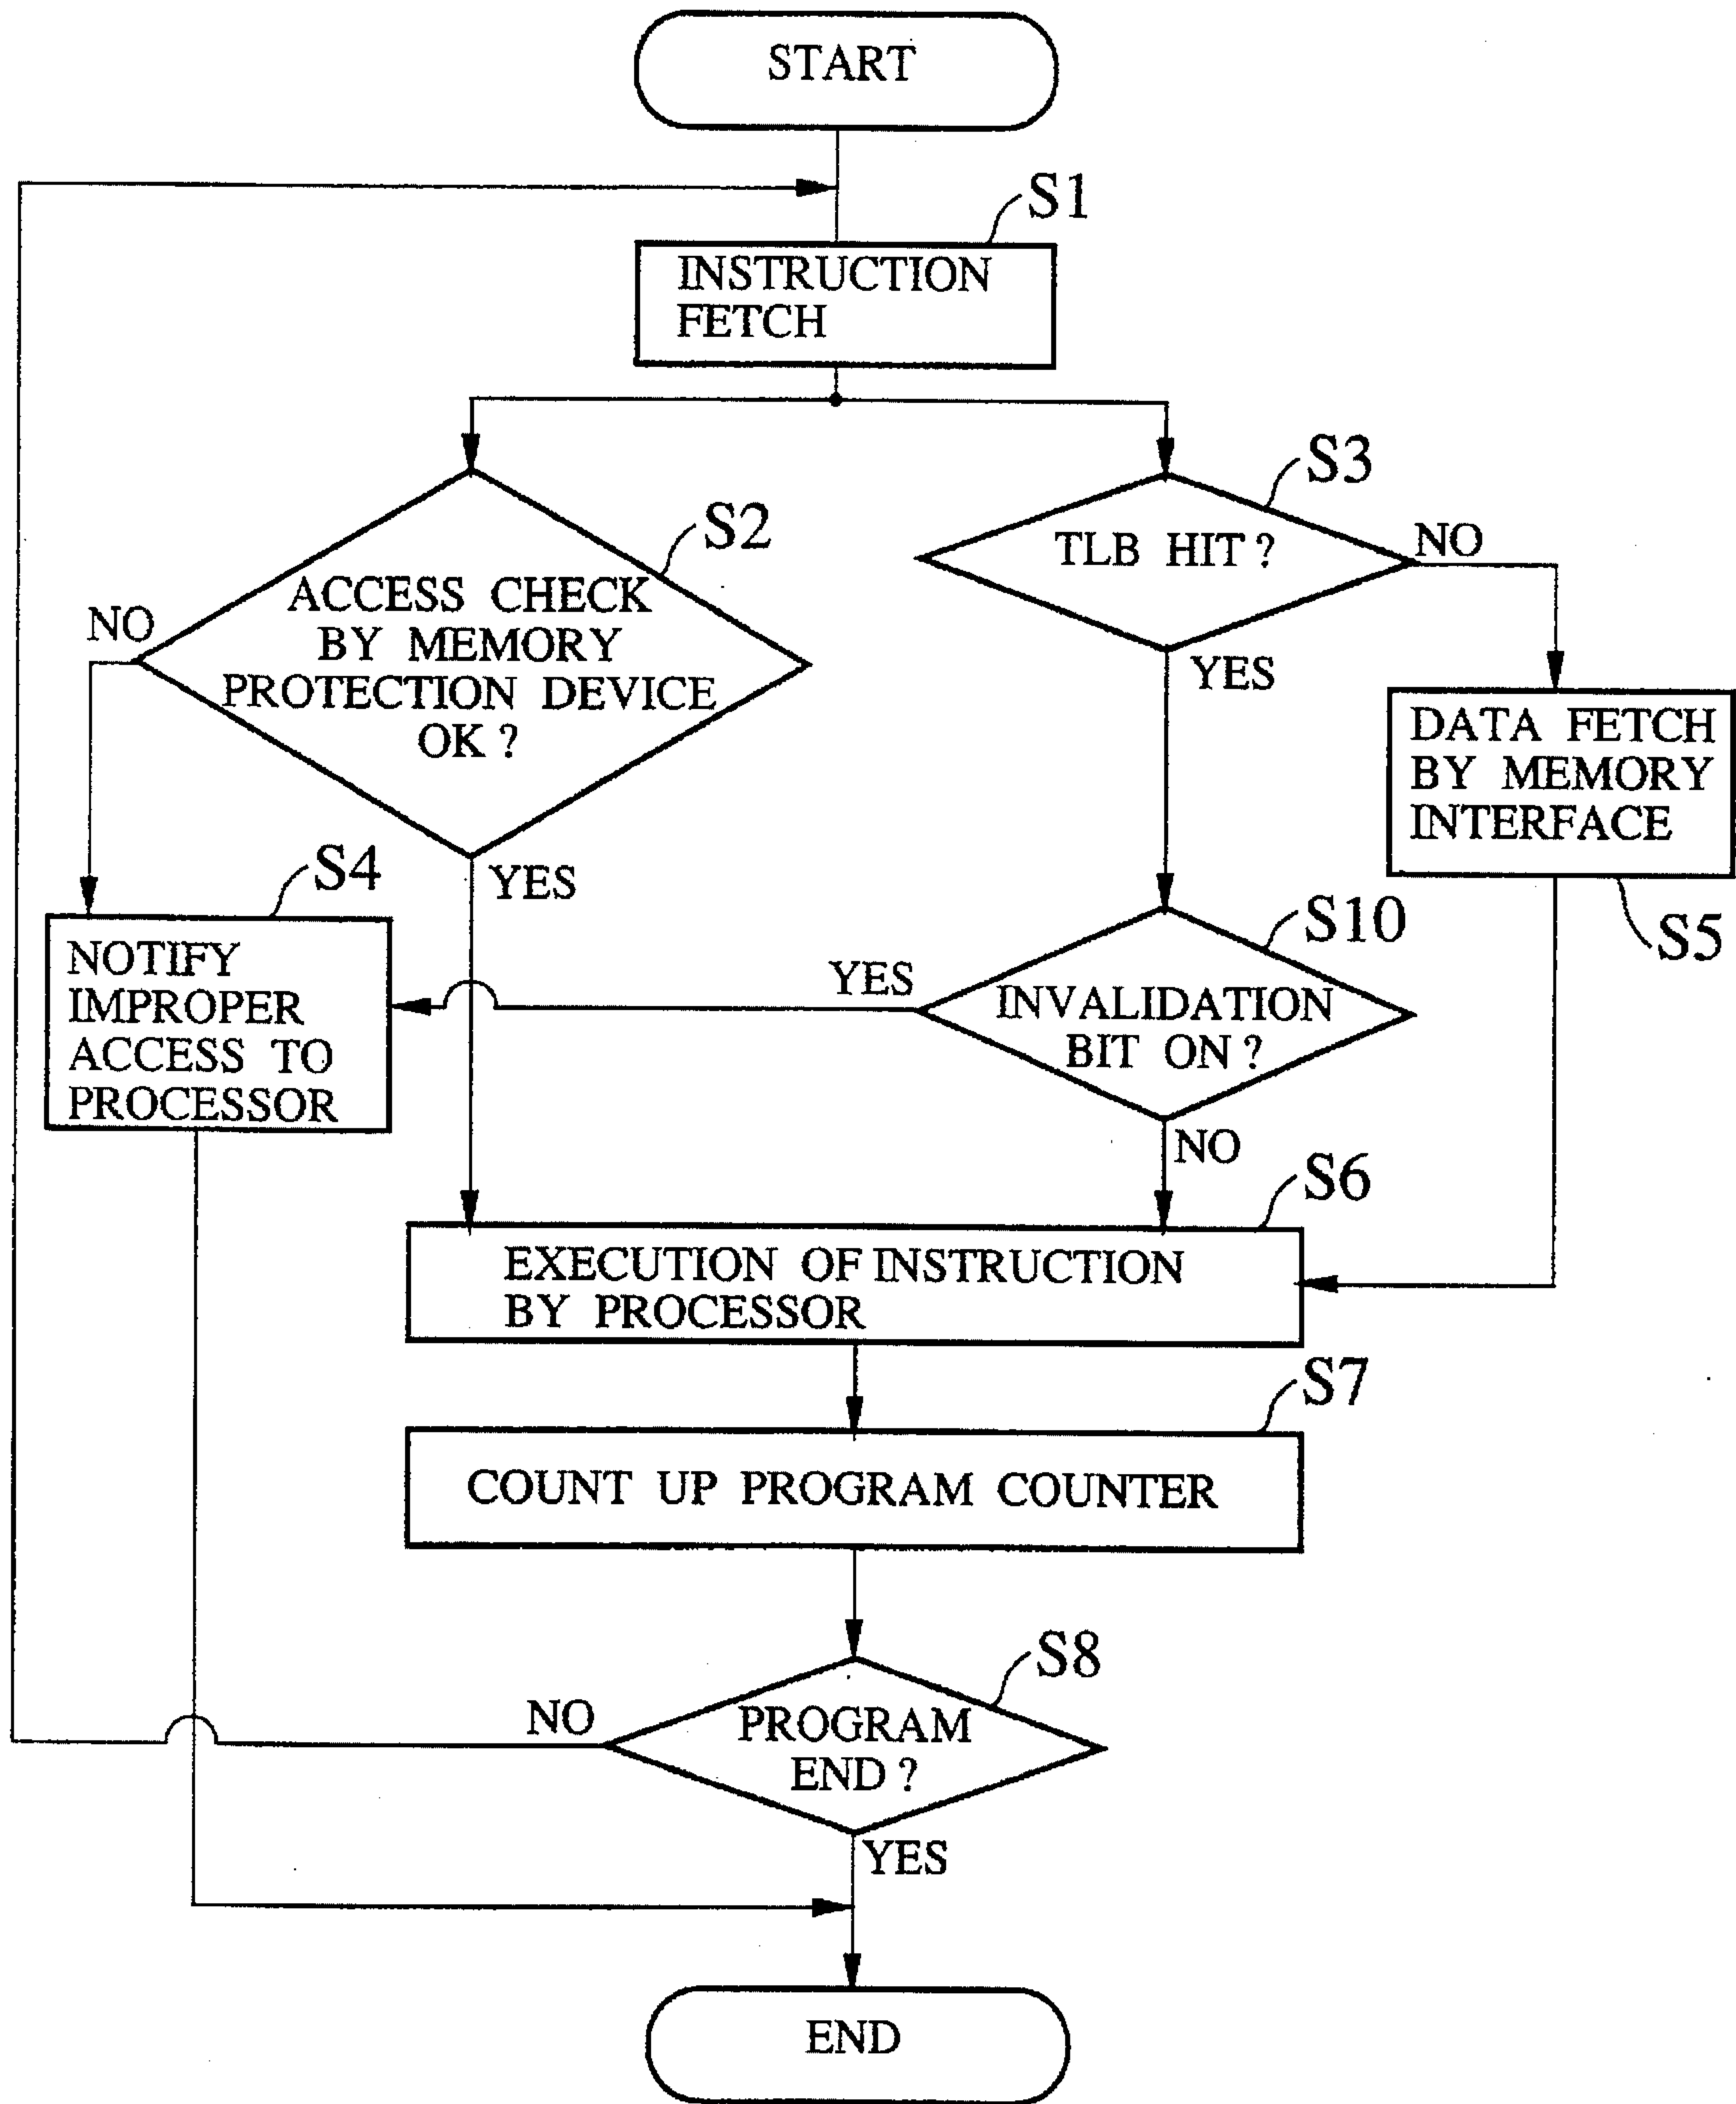 START
S1
INSTRUCTION
FETCH
S3
TLB HIT ?
NO
YES
S2
ACCESS CHECK
BY MEMORY
PROTECTION DEVICE
OK ?
NO
YES
DATA FETCH
BY MEMORY
INTERFACE
S5
S4
NOTIFY
IMPROPER
ACCESS TO
PROCESSOR
S10
INVALIDATION
BIT ON ?
YES
NO
S6
EXECUTION OF INSTRUCTION
BY PROCESSOR
S7
COUNT UP PROGRAM COUNTER
S8
PROGRAM
END ?
NO
YES
END